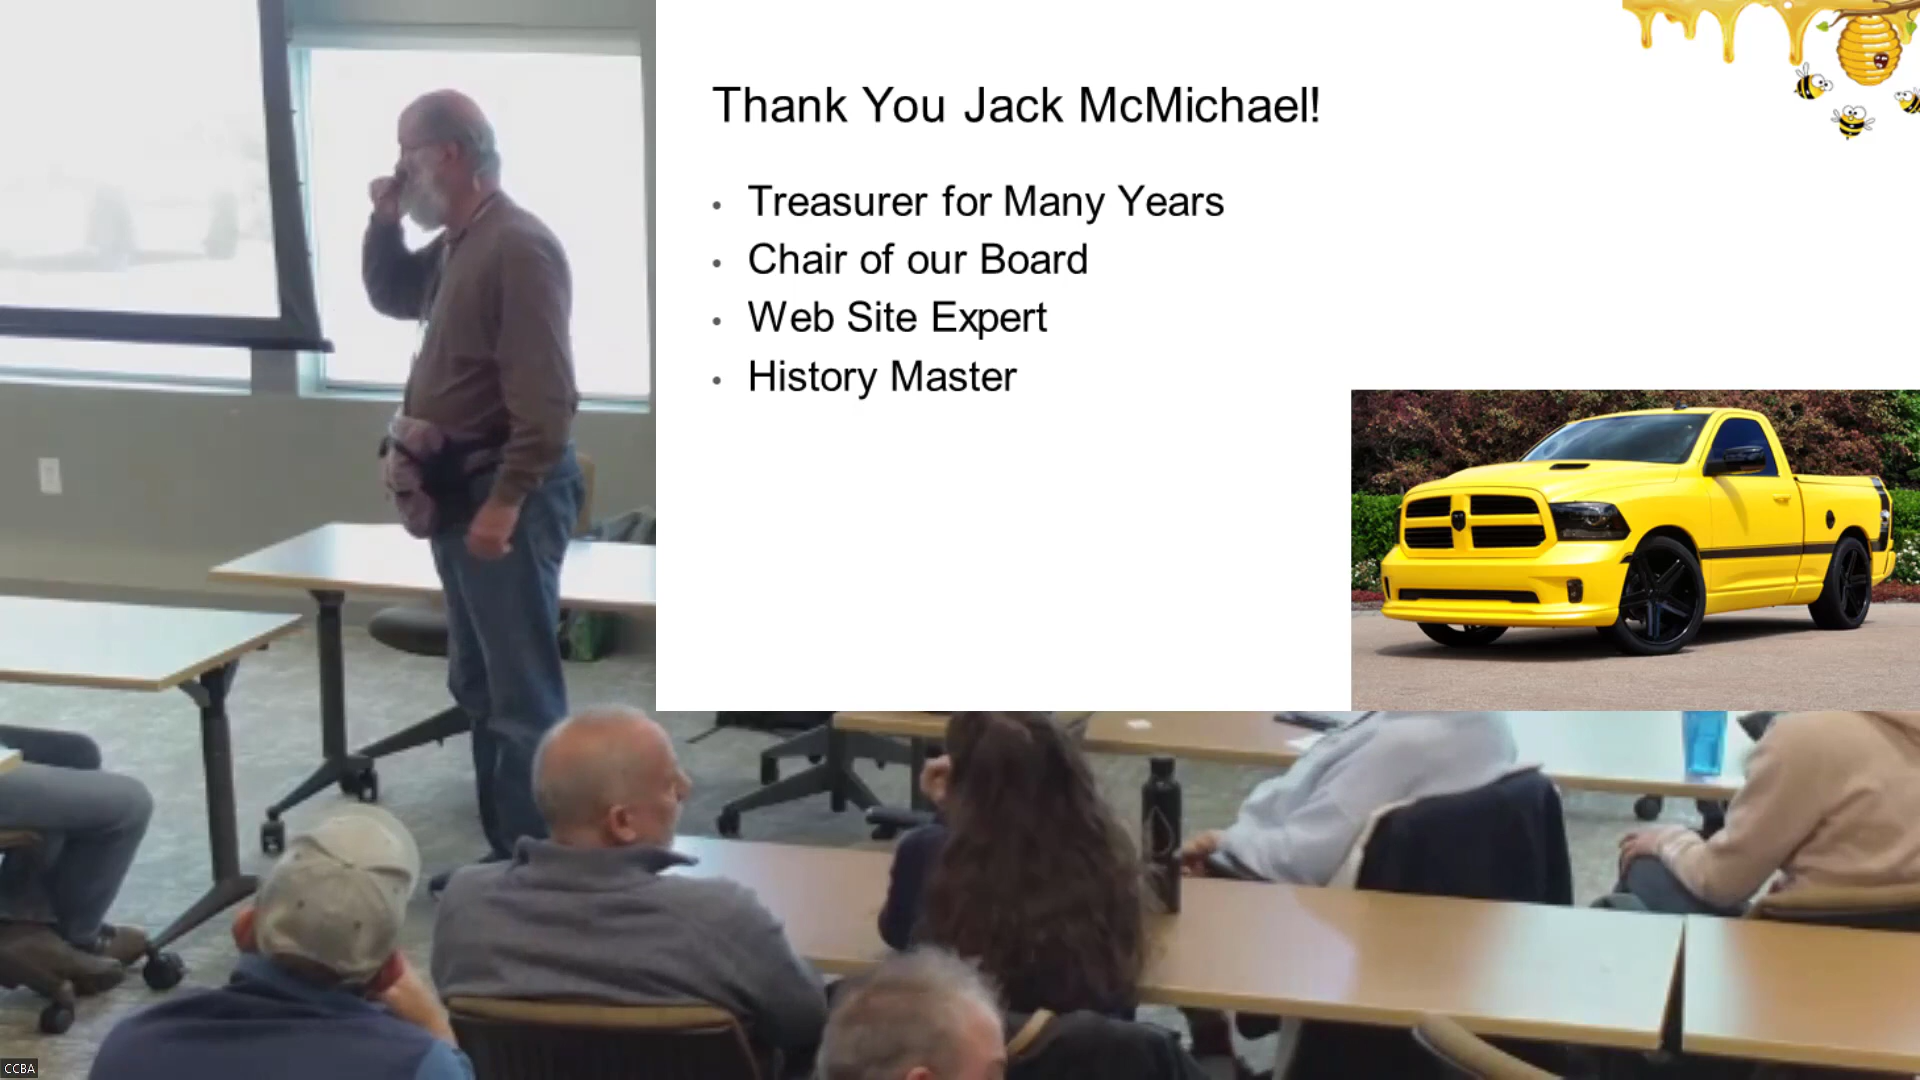 Thank You Jack McMichael!
• Treasurer for Many Years
• Chair of our Board
• Web Site Expert
• History Master
CCBA